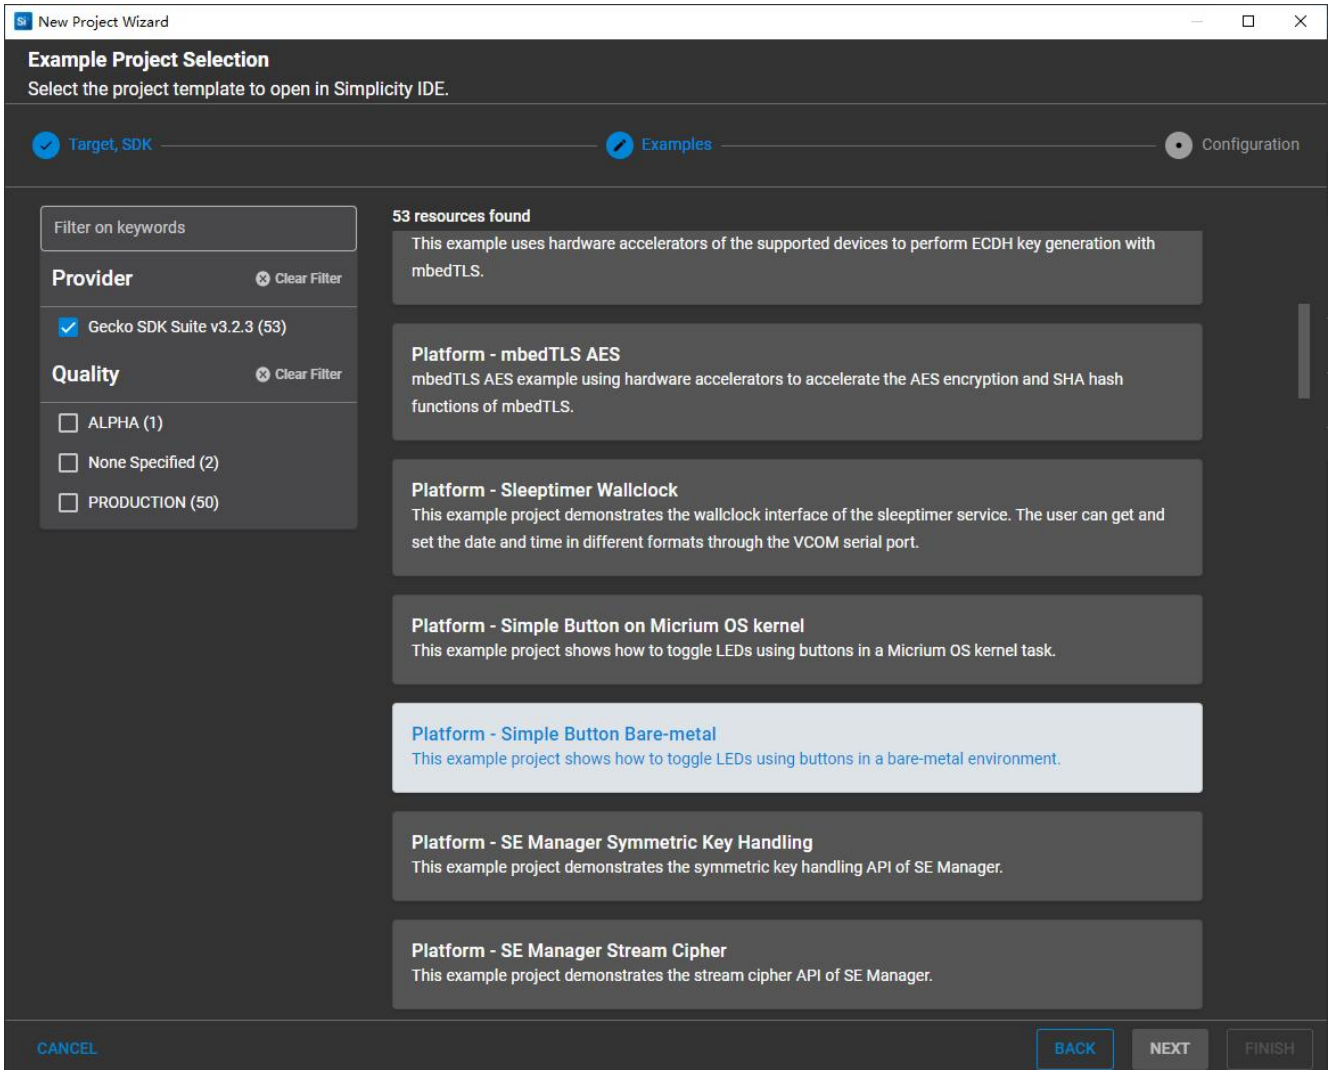 Si New Project Wizard
Example Project Selection
Select the project template to open in Simplicity IDE.
Target, SDK
Examples
Configuration
Filter on keywords
Provider
Clear Filter
Gecko SDK Suite v3.2.3 (53)
Quality
Clear Filter
ALPHA (1)
None Specified (2)
PRODUCTION (50)
53 resources found
This example uses hardware accelerators of the supported devices to perform ECDH key generation with
mbedTLS.
Platform - mbedTLS AES
mbedTLS AES example using hardware accelerators to accelerate the AES encryption and SHA hash
functions of mbedTLS.
Platform - Sleeptimer Wallclock
This example project demonstrates the wallclock interface of the sleeptimer service. The user can get and
set the date and time in different formats through the VCOM serial port.
Platform - Simple Button on Micrium OS kernel
This example project shows how to toggle LEDs using buttons in a Micrium OS kernel task.
Platform - Simple Button Bare-metal
This example project shows how to toggle LEDs using buttons in a bare-metal environment.
Platform - SE Manager Symmetric Key Handling
This example project demonstrates the symmetric key handling API of SE Manager.
Platform - SE Manager Stream Cipher
This example project demonstrates the stream cipher API of SE Manager.
CANCEL
BACK
NEXT
FINISH